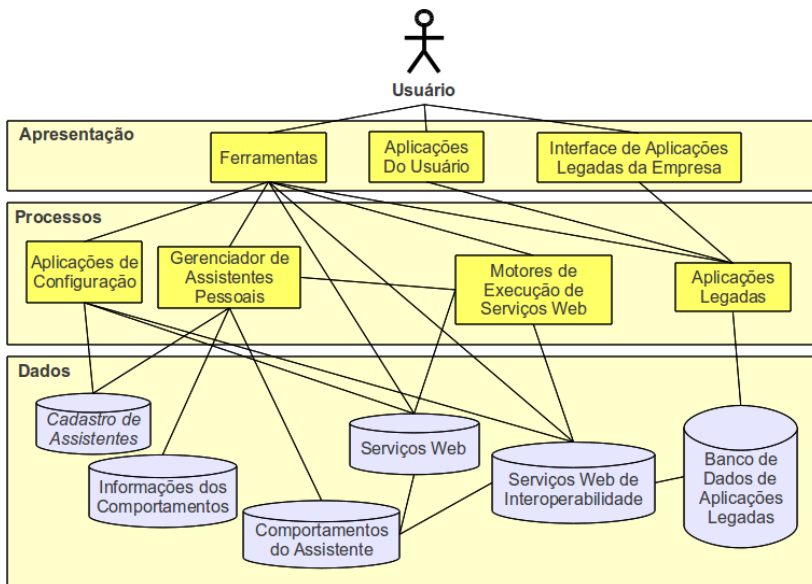 Usuário
Apresentação
Ferramentas
Aplicações
Do Usuário
Interface de Aplicações
Legadas da Empresa
Processos
Aplicações de
Configuração
Gerenciador de
Assistentes
Pessoais
Motores de
Execução de
Serviços Web
Aplicações
Legadas
Dados
Cadastro de
Assistentes
Informações dos
Comportamentos
Comportamentos
do Assistente
Serviços Web
Serviços Web de
Interoperabilidade
Banco de
Dados de
Aplicações
Legadas